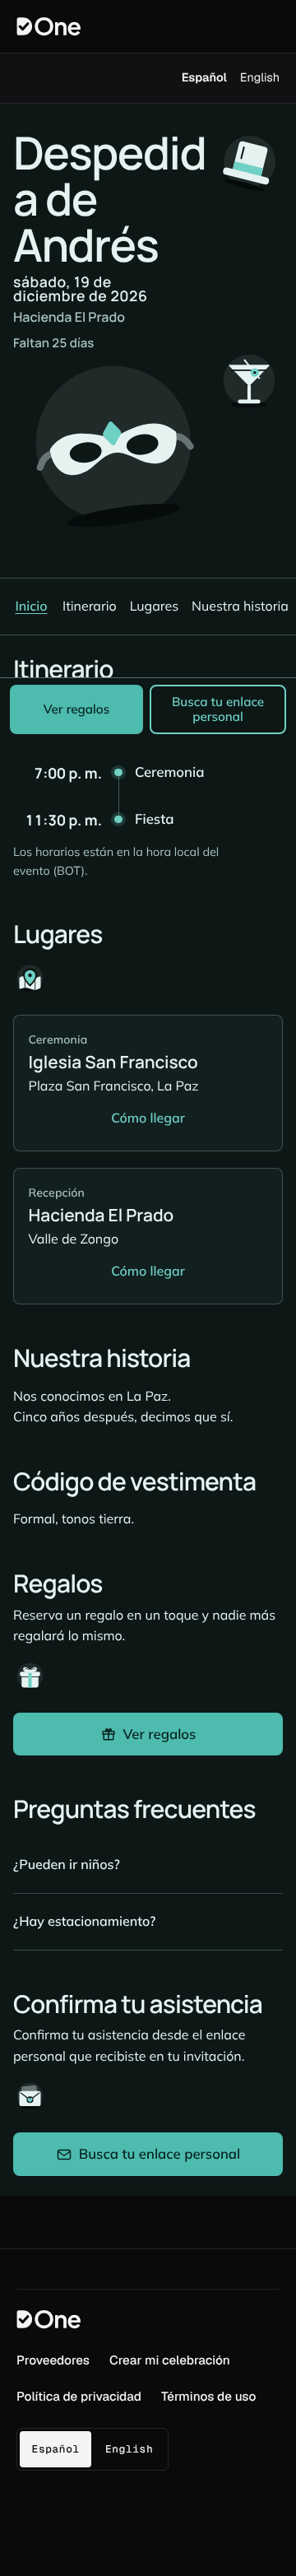 One
Español English
Despedid
a de
Andrés
sábado, 19 de
diciembre de 2026
Hacienda El Prado
Faltan 25 días
Inicio Itinerario Lugares Nuestra historia
Itinerario
Ver regalos
Busca tu enlace
personal
7:00 p. m. Ceremonia
11:30 p. m. Fiesta
Los horarios están en la hora local del
evento (BOT).
Lugares
Ceremonia
Iglesia San Francisco
Plaza San Francisco, La Paz
Cómo llegar
Recepción
Hacienda El Prado
Valle de Zongo
Cómo llegar
Nuestra historia
Nos conocimos en La Paz.
Cinco años después, decimos que sí.
Código de vestimenta
Formal, tonos tierra.
Regalos
Reserva un regalo en un toque y nadie más
regalará lo mismo.
Ver regalos
Preguntas frecuentes
¿Pueden ir niños?
¿Hay estacionamiento?
Confirma tu asistencia
Confirma tu asistencia desde el enlace
personal que recibiste en tu invitación.
Busca tu enlace personal
One
Proveedores Crear mi celebración
Política de privacidad Términos de uso
Español English